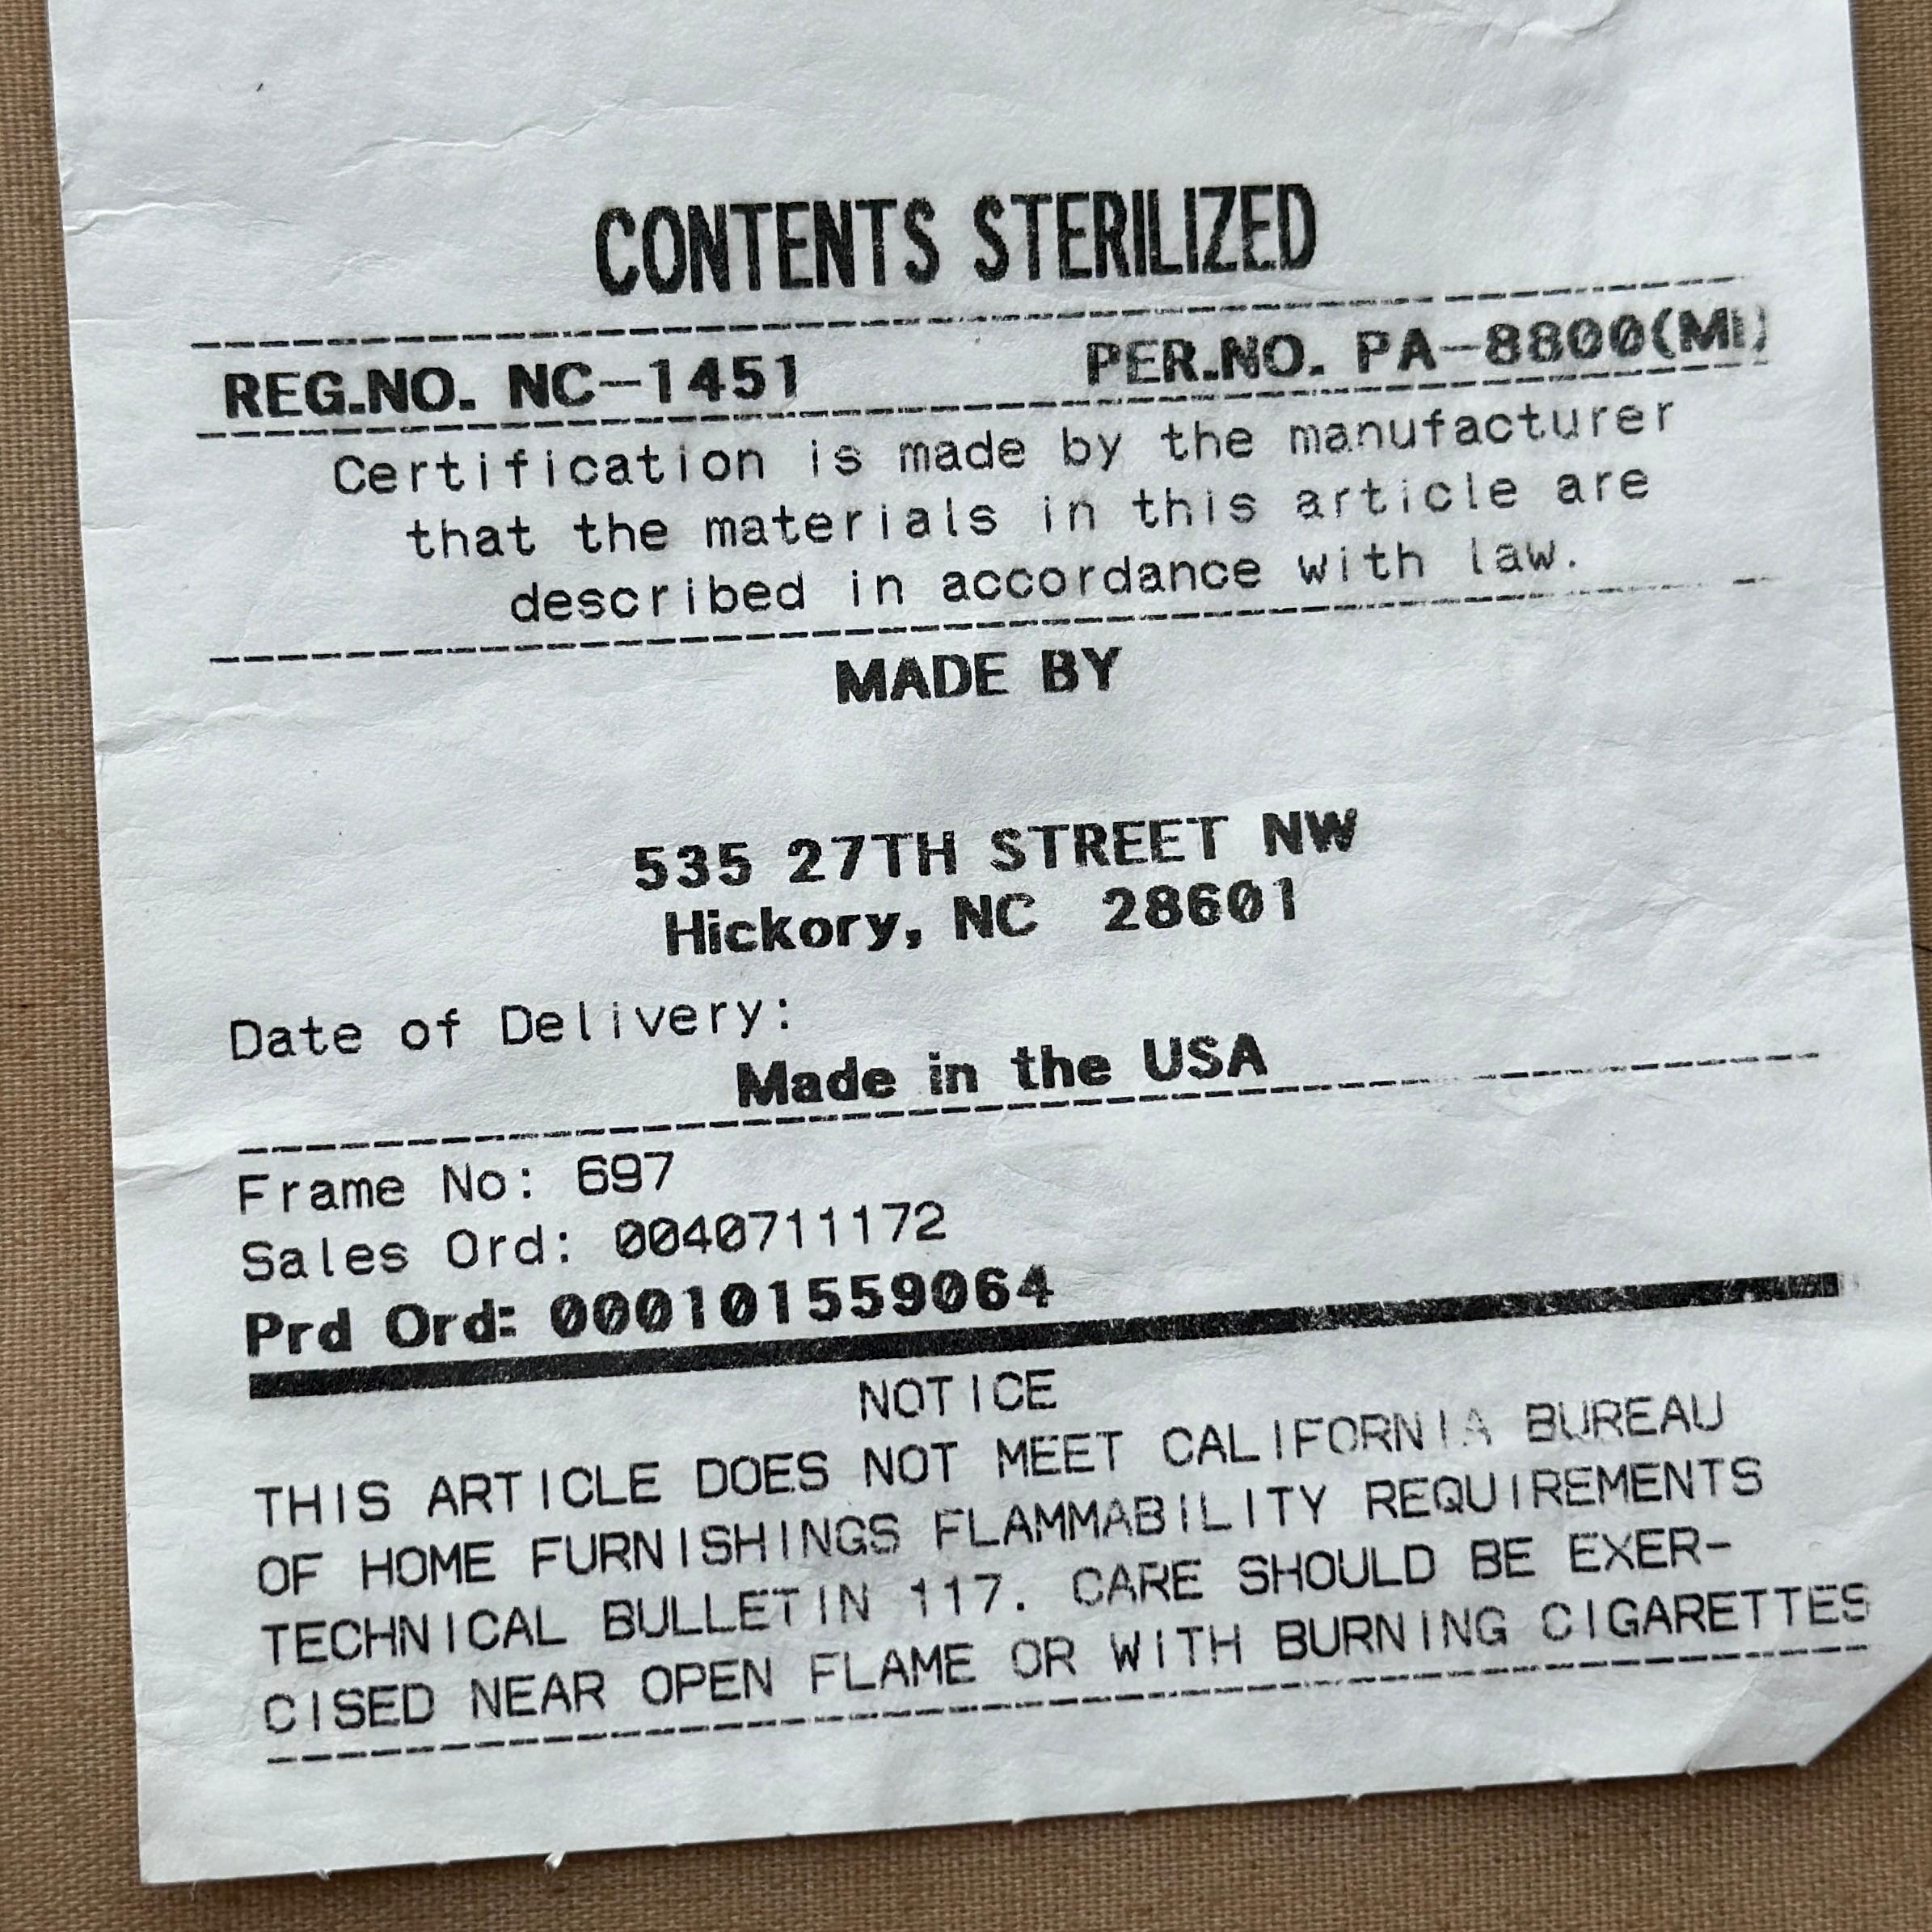 CONTENTS STERILIZED
REG.NO. NC-1451 PER.NO. PA-8800(MI)
Certification is made by the manufacturer
that the materials in this article are
described in accordance with law.
MADE BY
535 27TH STREET NW
Hickory, NC 28601
Date of Delivery:
Made in the USA
Frame No: 697
Sales Ord: 0040711172
Prd Ord: 000101559064
NOTICE
THIS ARTICLE DOES NOT MEET CALIFORNIA BUREAU
OF HOME FURNISHINGS FLAMMABILITY REQUIREMENTS
TECHNICAL BULLETIN 117. CARE SHOULD BE EXER-
CISED NEAR OPEN FLAME OR WITH BURNING CIGARETTES